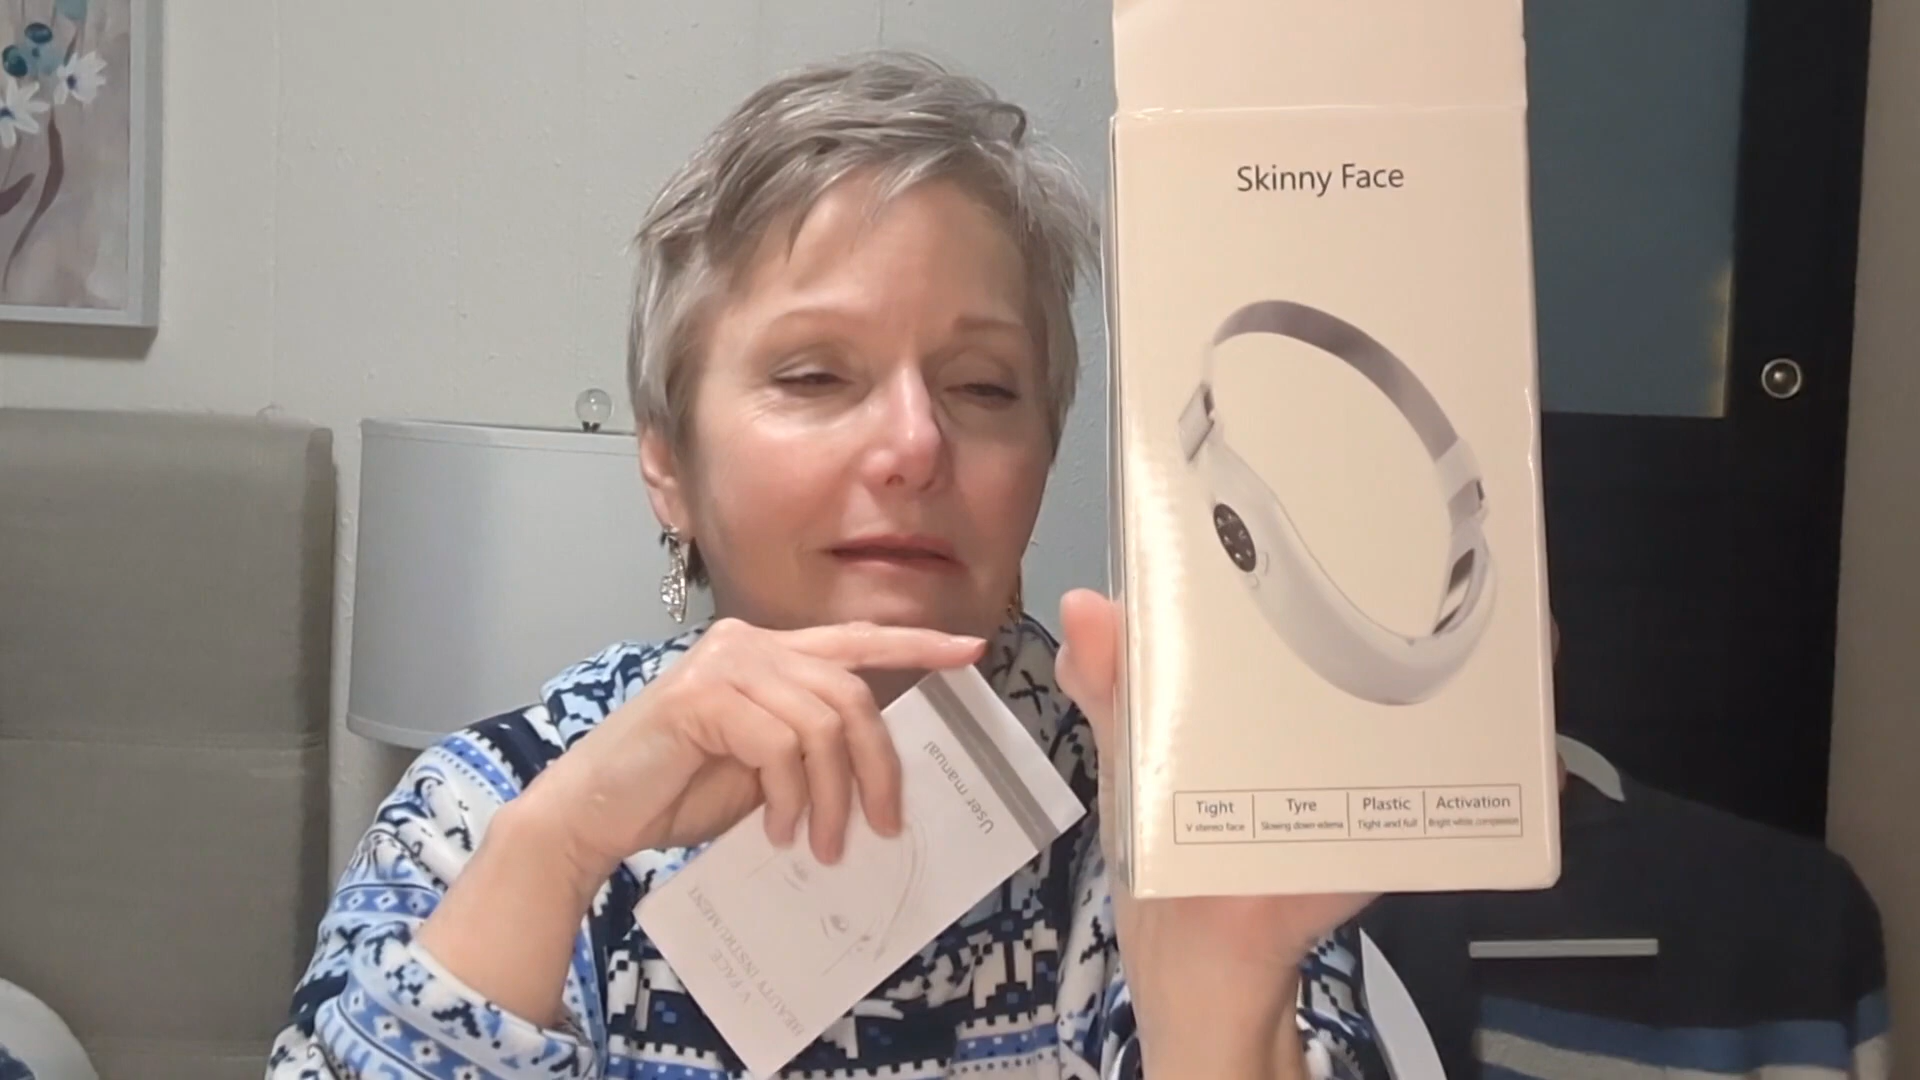 Skinny Face
Tight Tyre Plastic Activation
V stereo face Slowing down edema Tight and full Bright white complexion
User manual
V FACE
BEAUTY INSTRUMENT